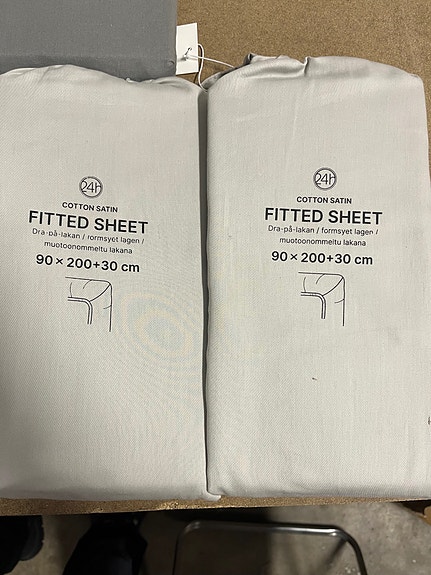 24H
COTTON SATIN
FITTED SHEET
Dra-på-lakan / formsyet lagen /
muotoonommeltu lakana
90 × 200+30 cm
24H
COTTON SATIN
FITTED SHEET
Dra-på-lakan / formsyet lagen /
muotoonommeltu lakana
90 × 200+30 cm